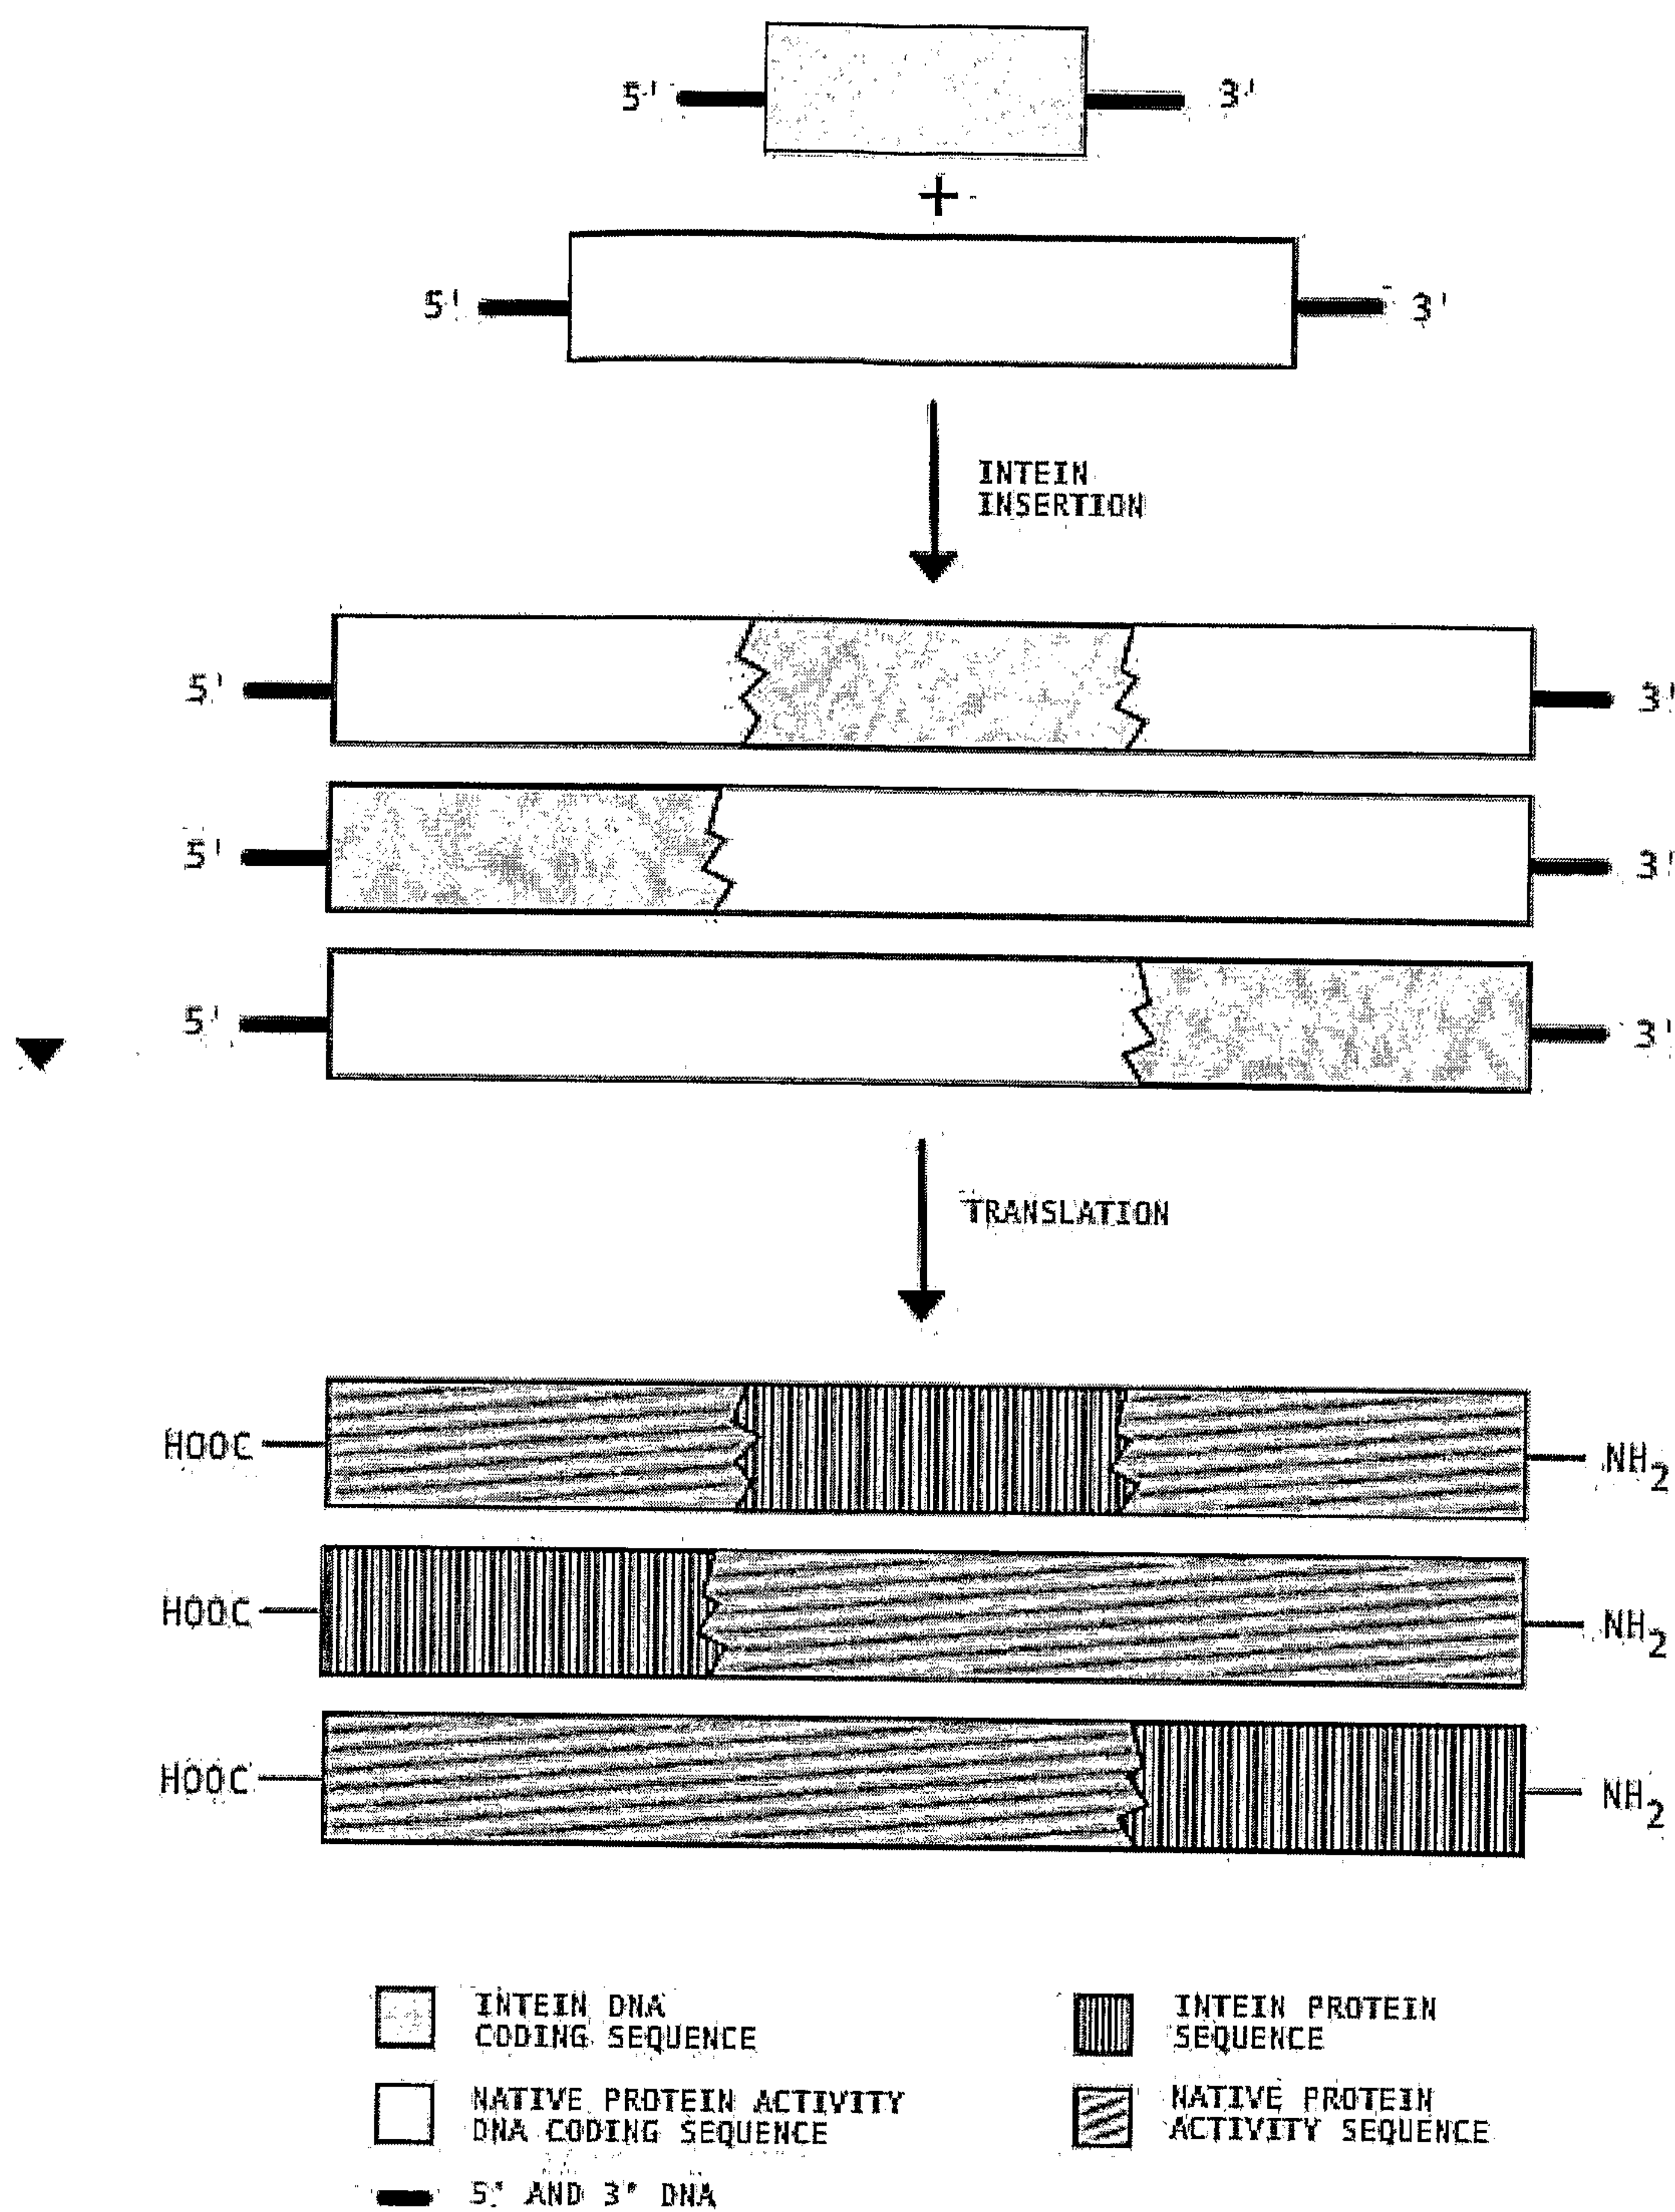 5' 3'
+
5' 3'
INTEIN
INSERTION
5' 3'
5' 3'
5' 3'
TRANSLATION
HOOC NH2
HOOC NH2
HOOC NH2
INTEIN DNA
CODING SEQUENCE
NATIVE PROTEIN ACTIVITY
DNA CODING SEQUENCE
5' AND 3' DNA
INTEIN PROTEIN
SEQUENCE
NATIVE PROTEIN
ACTIVITY SEQUENCE